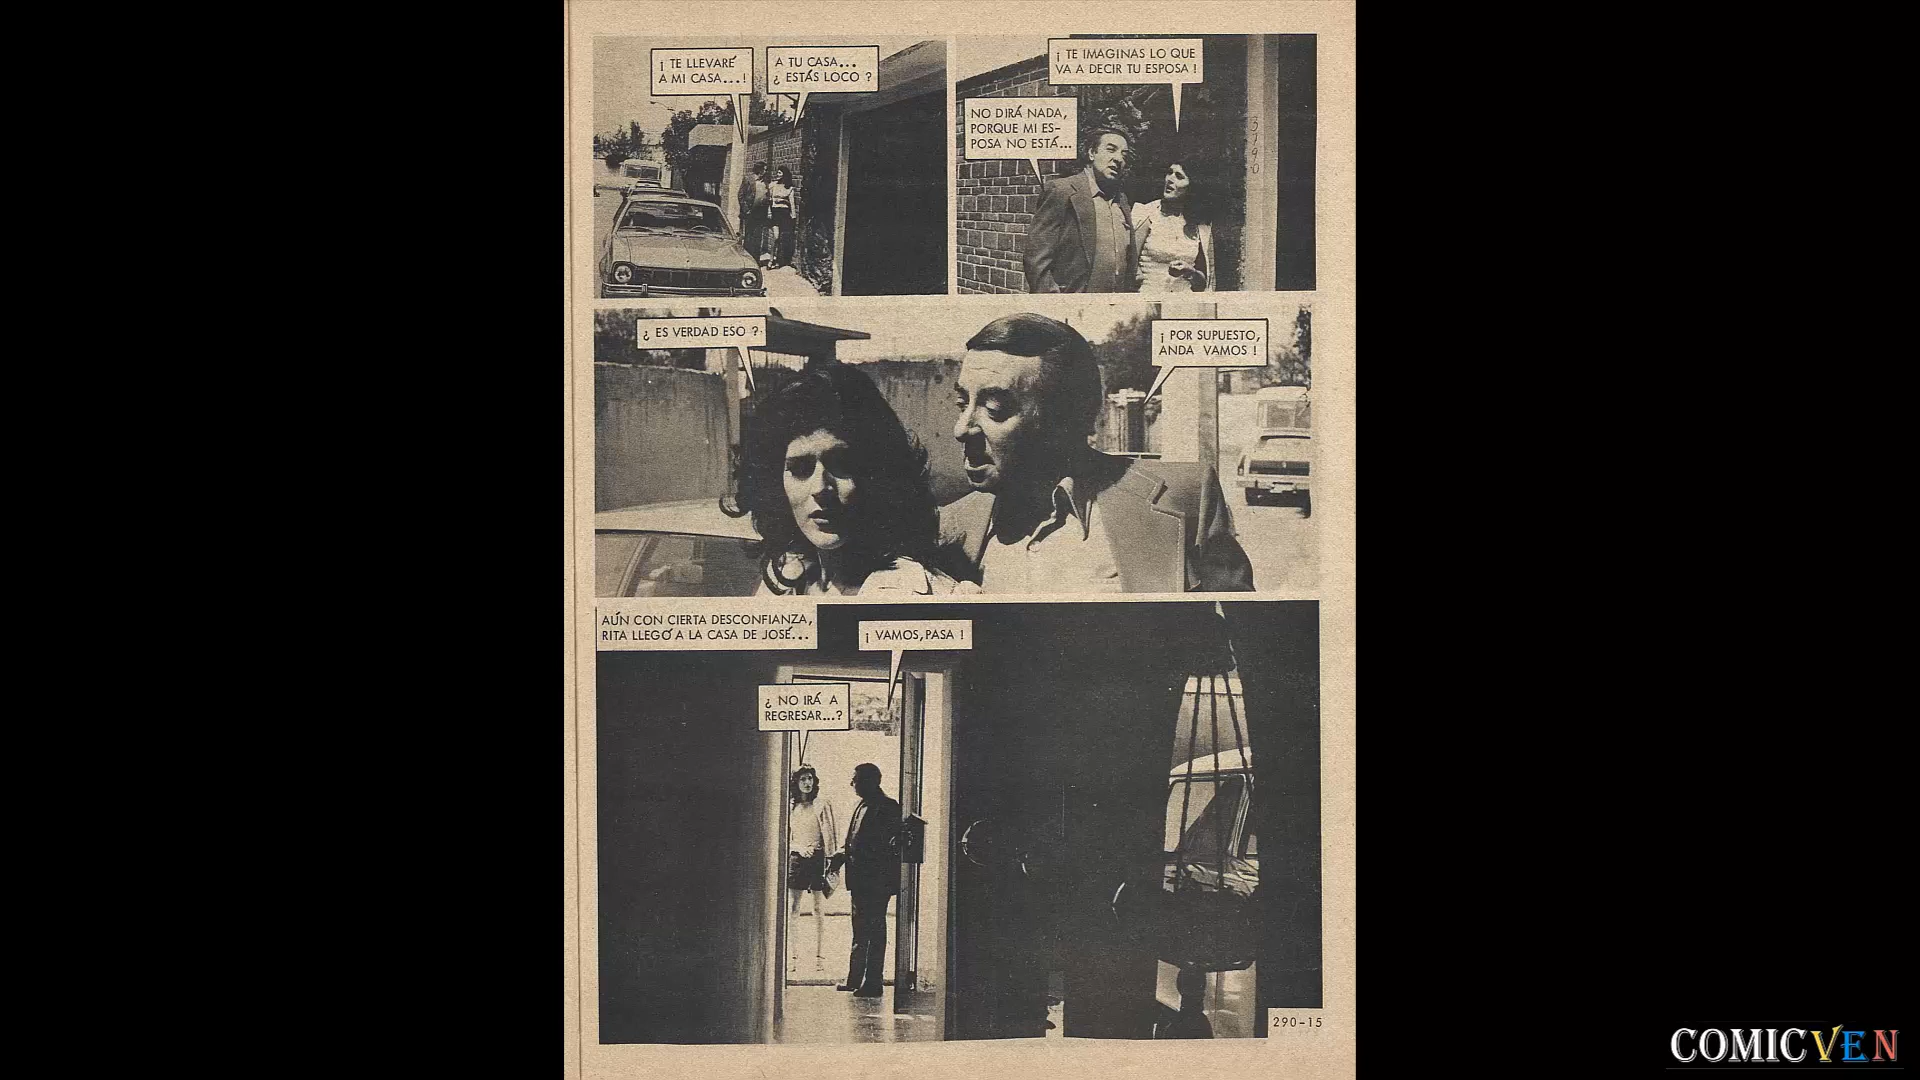 ¡ TE LLEVARÉ
A MI CASA...!
A TU CASA...
¿ ESTÁS LOCO ?
¡ TE IMAGINAS LO QUE
VA A DECIR TU ESPOSA !
NO DIRÁ NADA,
PORQUE MI ES-
POSA NO ESTÁ...
3790
¿ ES VERDAD ESO ?
¡ POR SUPUESTO,
ANDA VAMOS !
AÚN CON CIERTA DESCONFIANZA,
RITA LLEGÓ A LA CASA DE JOSÉ...
¡ VAMOS, PASA !
¿ NO IRÁ A
REGRESAR...?
290-15
COMICVEN